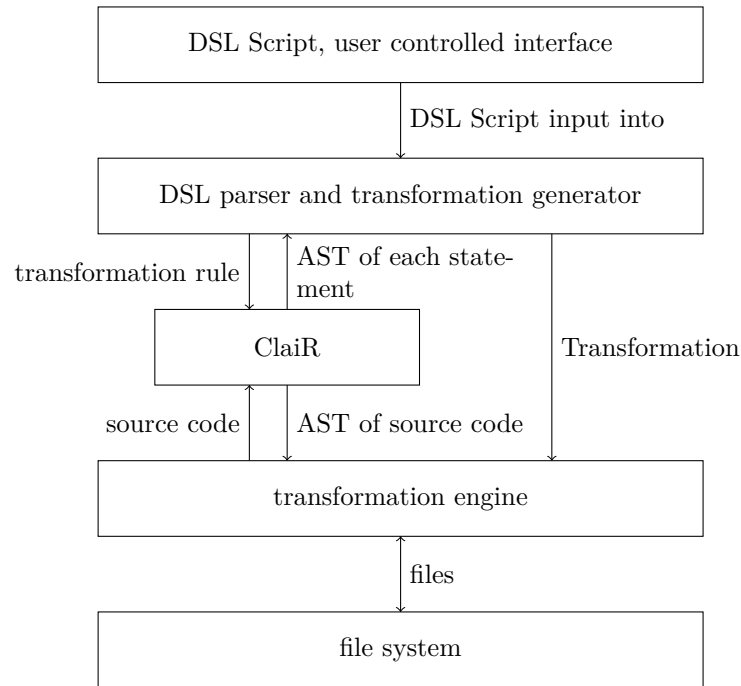 DSL Script, user controlled interface
DSL Script input into
DSL parser and transformation generator
transformation rule
AST of each state-
ment
ClaiR
Transformation
source code
AST of source code
transformation engine
files
file system